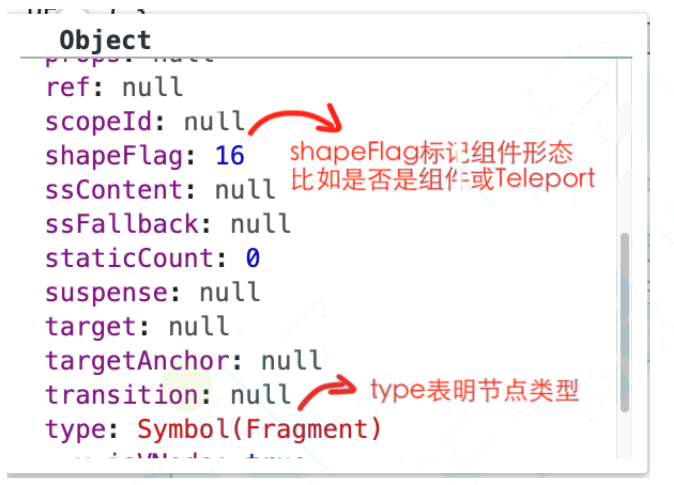 Object
ref: null
scopeId: null
shapeFlag: 16
shapeFlag标记组件形态
比如是否是组件或Teleport
ssContent: null
ssFallback: null
staticCount: 0
suspense: null
target: null
targetAnchor: null
transition: null
type表明节点类型
type: Symbol(Fragment)